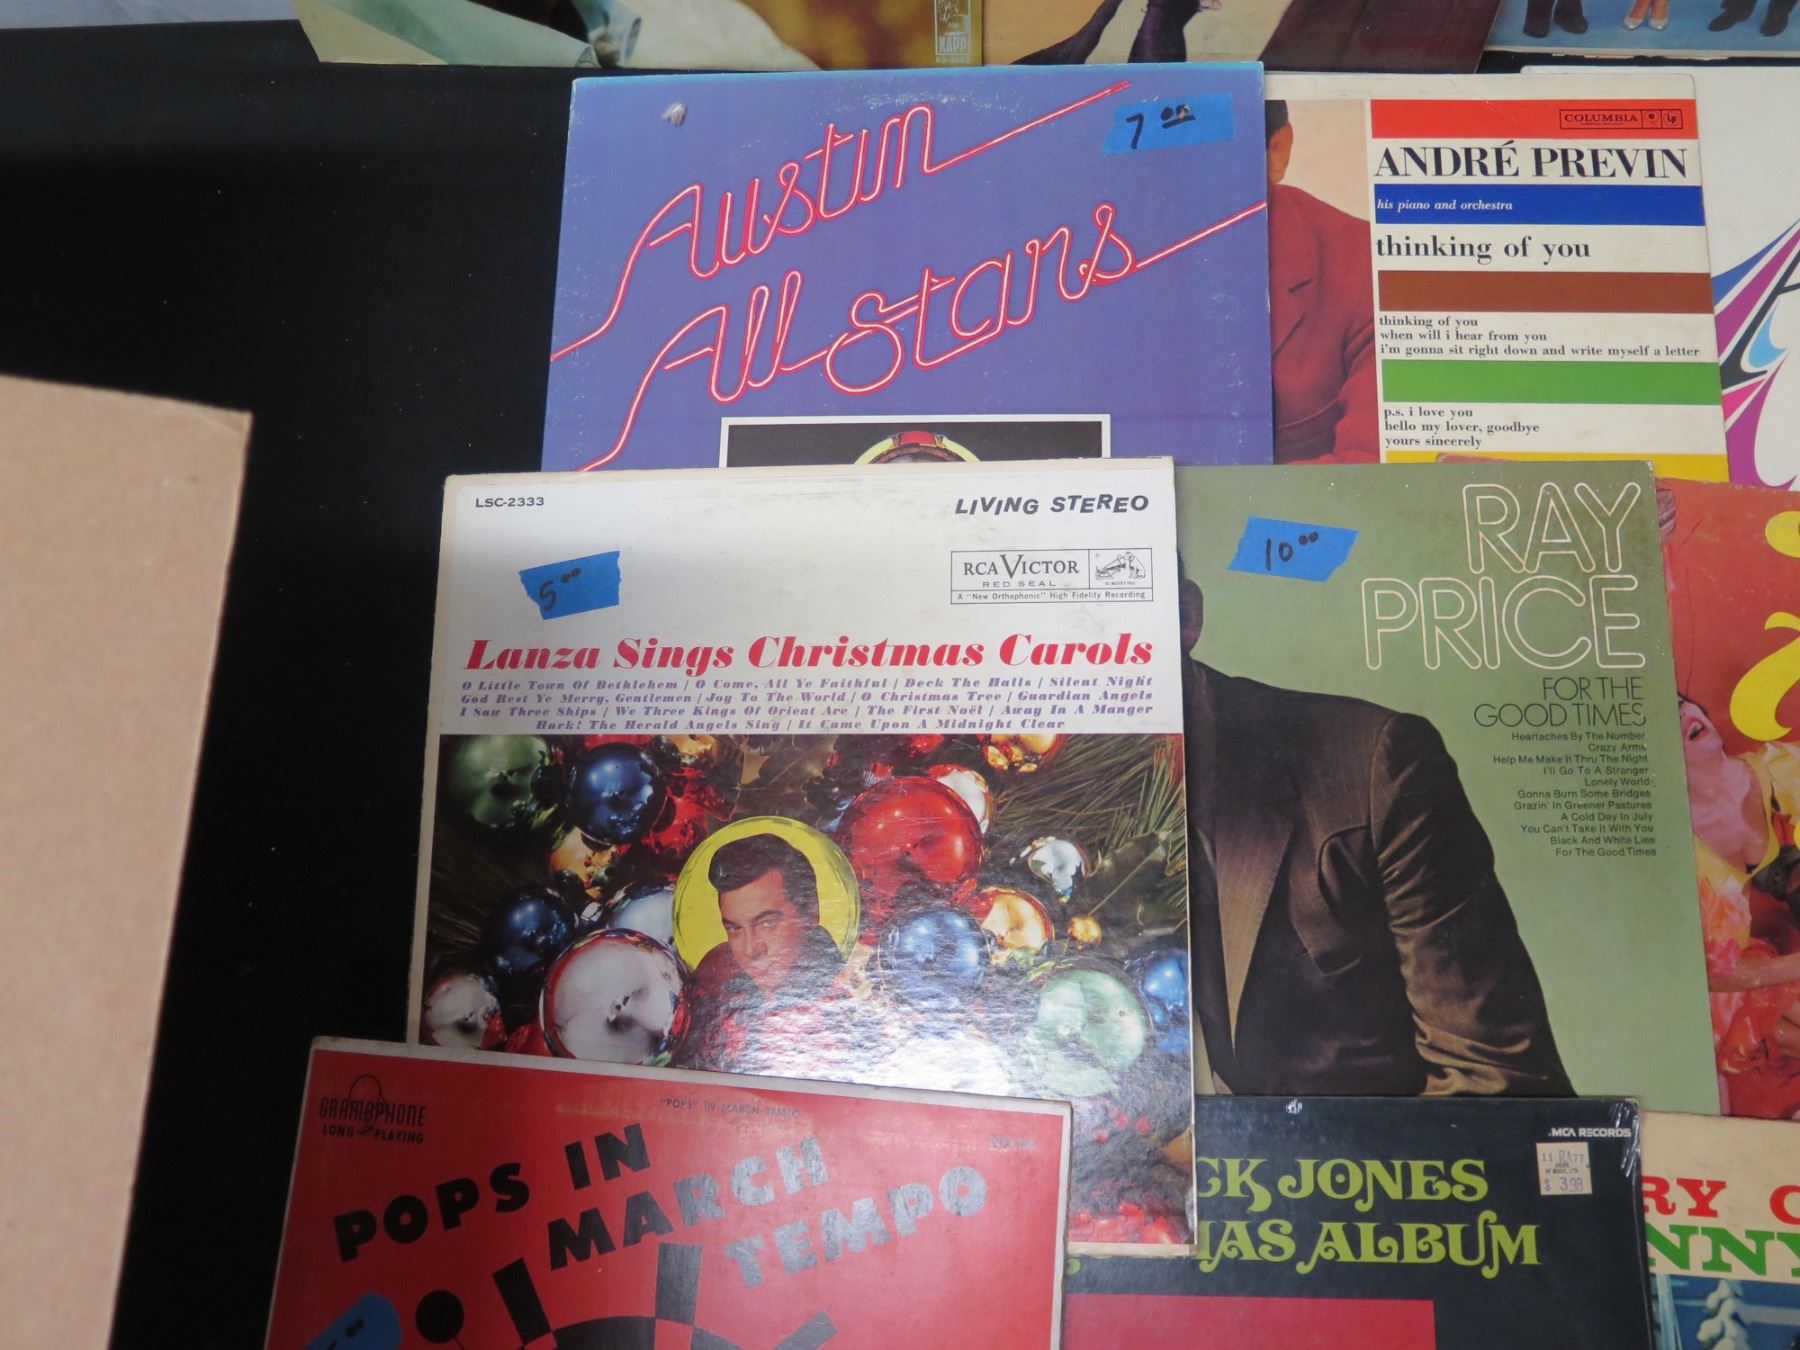 KAPP
Austin
All Stars
7.00
COLUMBIA
ANDRÉ PREVIN
his piano and orchestra
thinking of you
thinking of you
when will i hear from you
i'm gonna sit right down and write myself a letter
p.s. i love you
hello my lover, goodbye
yours sincerely
LSC-2333
LIVING STEREO
5.00
RCA VICTOR
RED SEAL
A "New Orthophonic" High Fidelity Recording
Lanza Sings Christmas Carols
O Little Town Of Bethlehem / O Come, All Ye Faithful / Deck The Halls / Silent Night
God Rest Ye Merry, Gentlemen / Joy To The World / O Christmas Tree / Guardian Angels
I Saw Three Ships / We Three Kings Of Orient Are / The First Noël / Away In A Manger
Hark! The Herald Angels Sing / It Came Upon A Midnight Clear
10.00
RAY
PRICE
FOR THE
GOOD TIMES
Heartaches By The Number
Crazy Arms
Help Me Make It Thru The Night
I'll Go To A Stranger
Lonely World
Gonna Burn Some Bridges
Grazin' In Greener Pastures
A Cold Day In July
You Can't Take It With You
Black And White Lies
For The Good Times
GRAMAPHONE
LONG PLAYING
"POPS" IN MARCH TEMPO
POPS IN
MARCH
TEMPO
MCA RECORDS
11 RA77
$ 3.98
CK JONES
MAS ALBUM
RY C
NNY